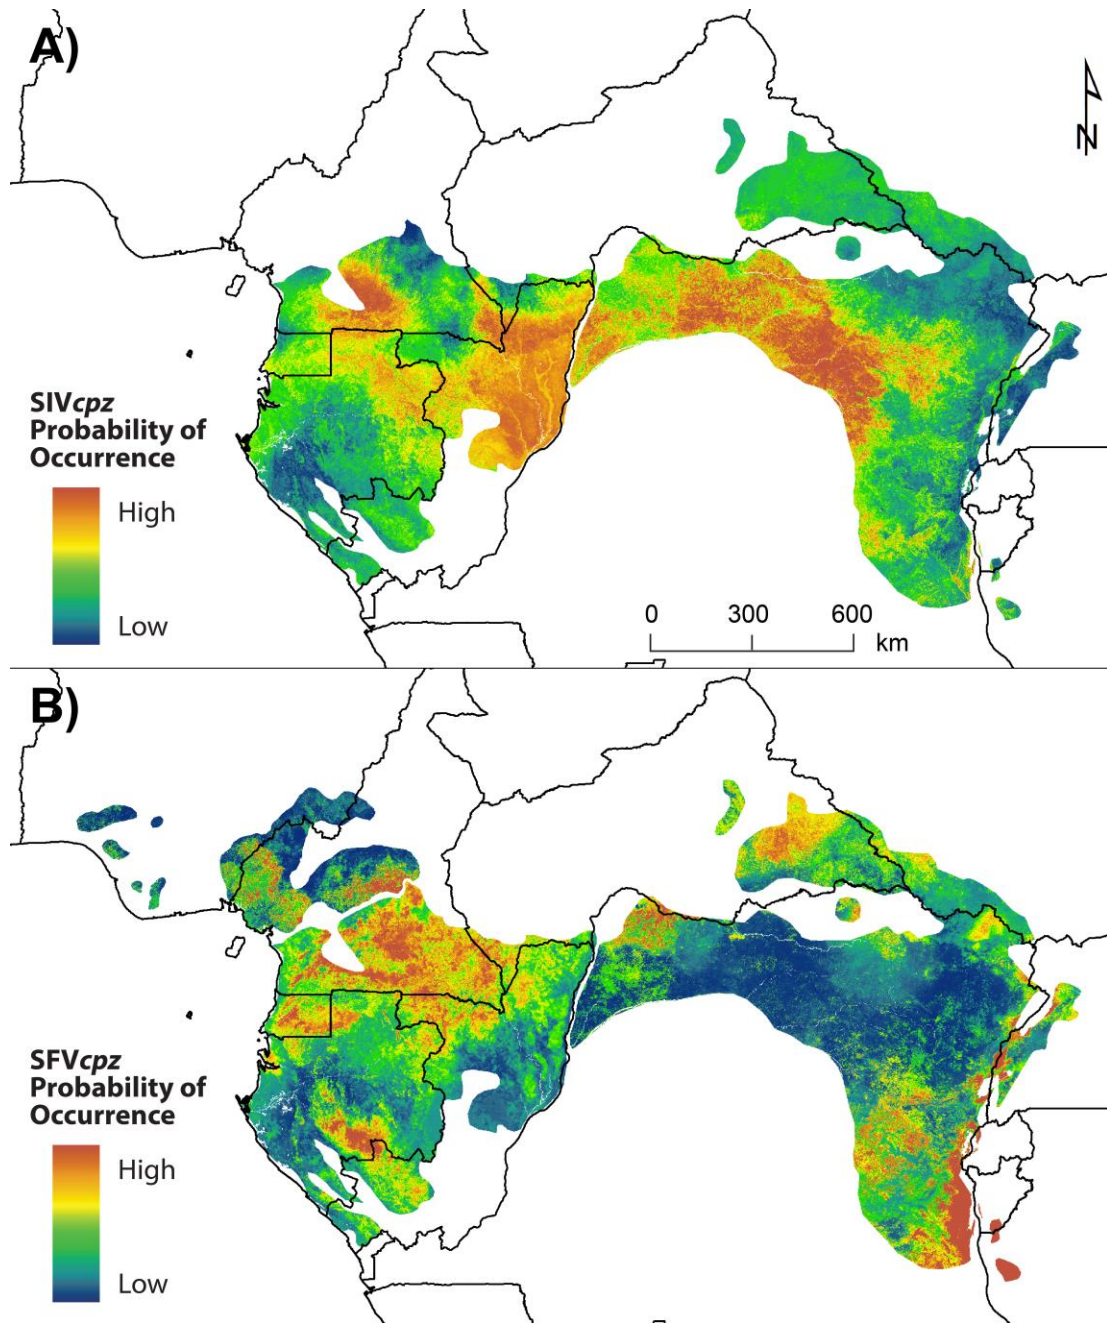 A)
N
SIVcpz
Probability of
Occurrence
High
Low
0 300 600
km
B)
SFVcpz
Probability of
Occurrence
High
Low